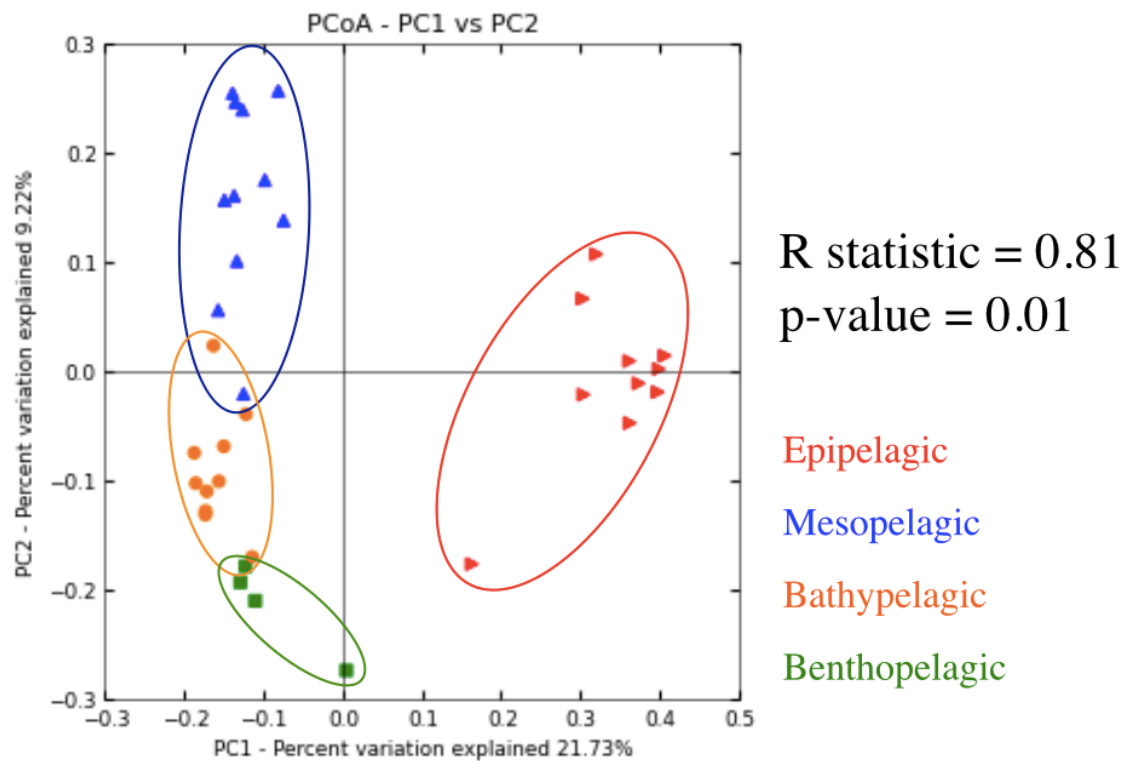 PCoA - PC1 vs PC2
0.3
0.2
0.1
0.0
−0.1
−0.2
−0.3
PC2 - Percent variation explained 9.22%
−0.3 −0.2 −0.1 0.0 0.1 0.2 0.3 0.4 0.5
PC1 - Percent variation explained 21.73%
R statistic = 0.81
p-value = 0.01
Epipelagic
Mesopelagic
Bathypelagic
Benthopelagic